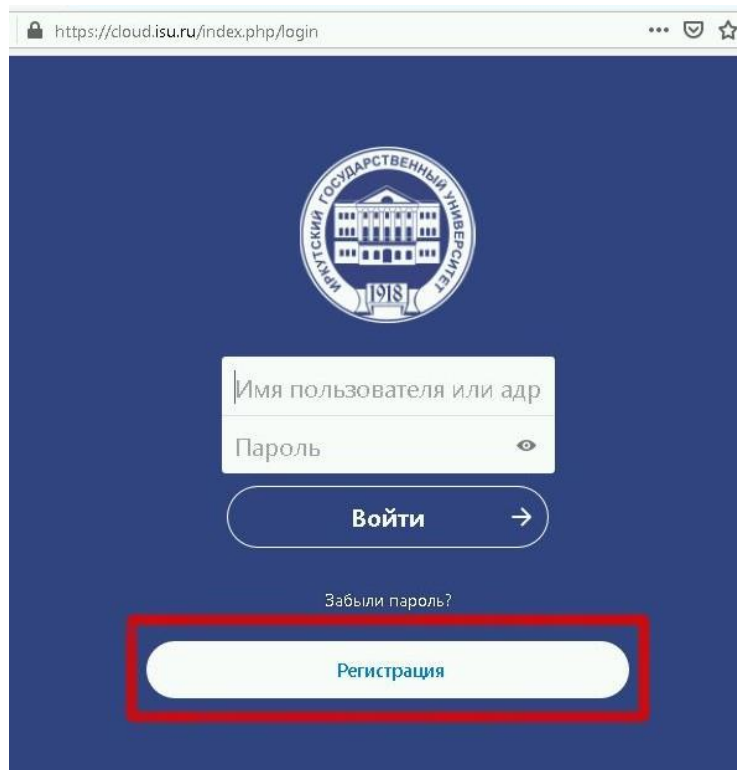 https://cloud.isu.ru/index.php/login
ИРКУТСКИЙ ГОСУДАРСТВЕННЫЙ УНИВЕРСИТЕТ
1918
Имя пользователя или адр
Пароль
Войти
Забыли пароль?
Регистрация